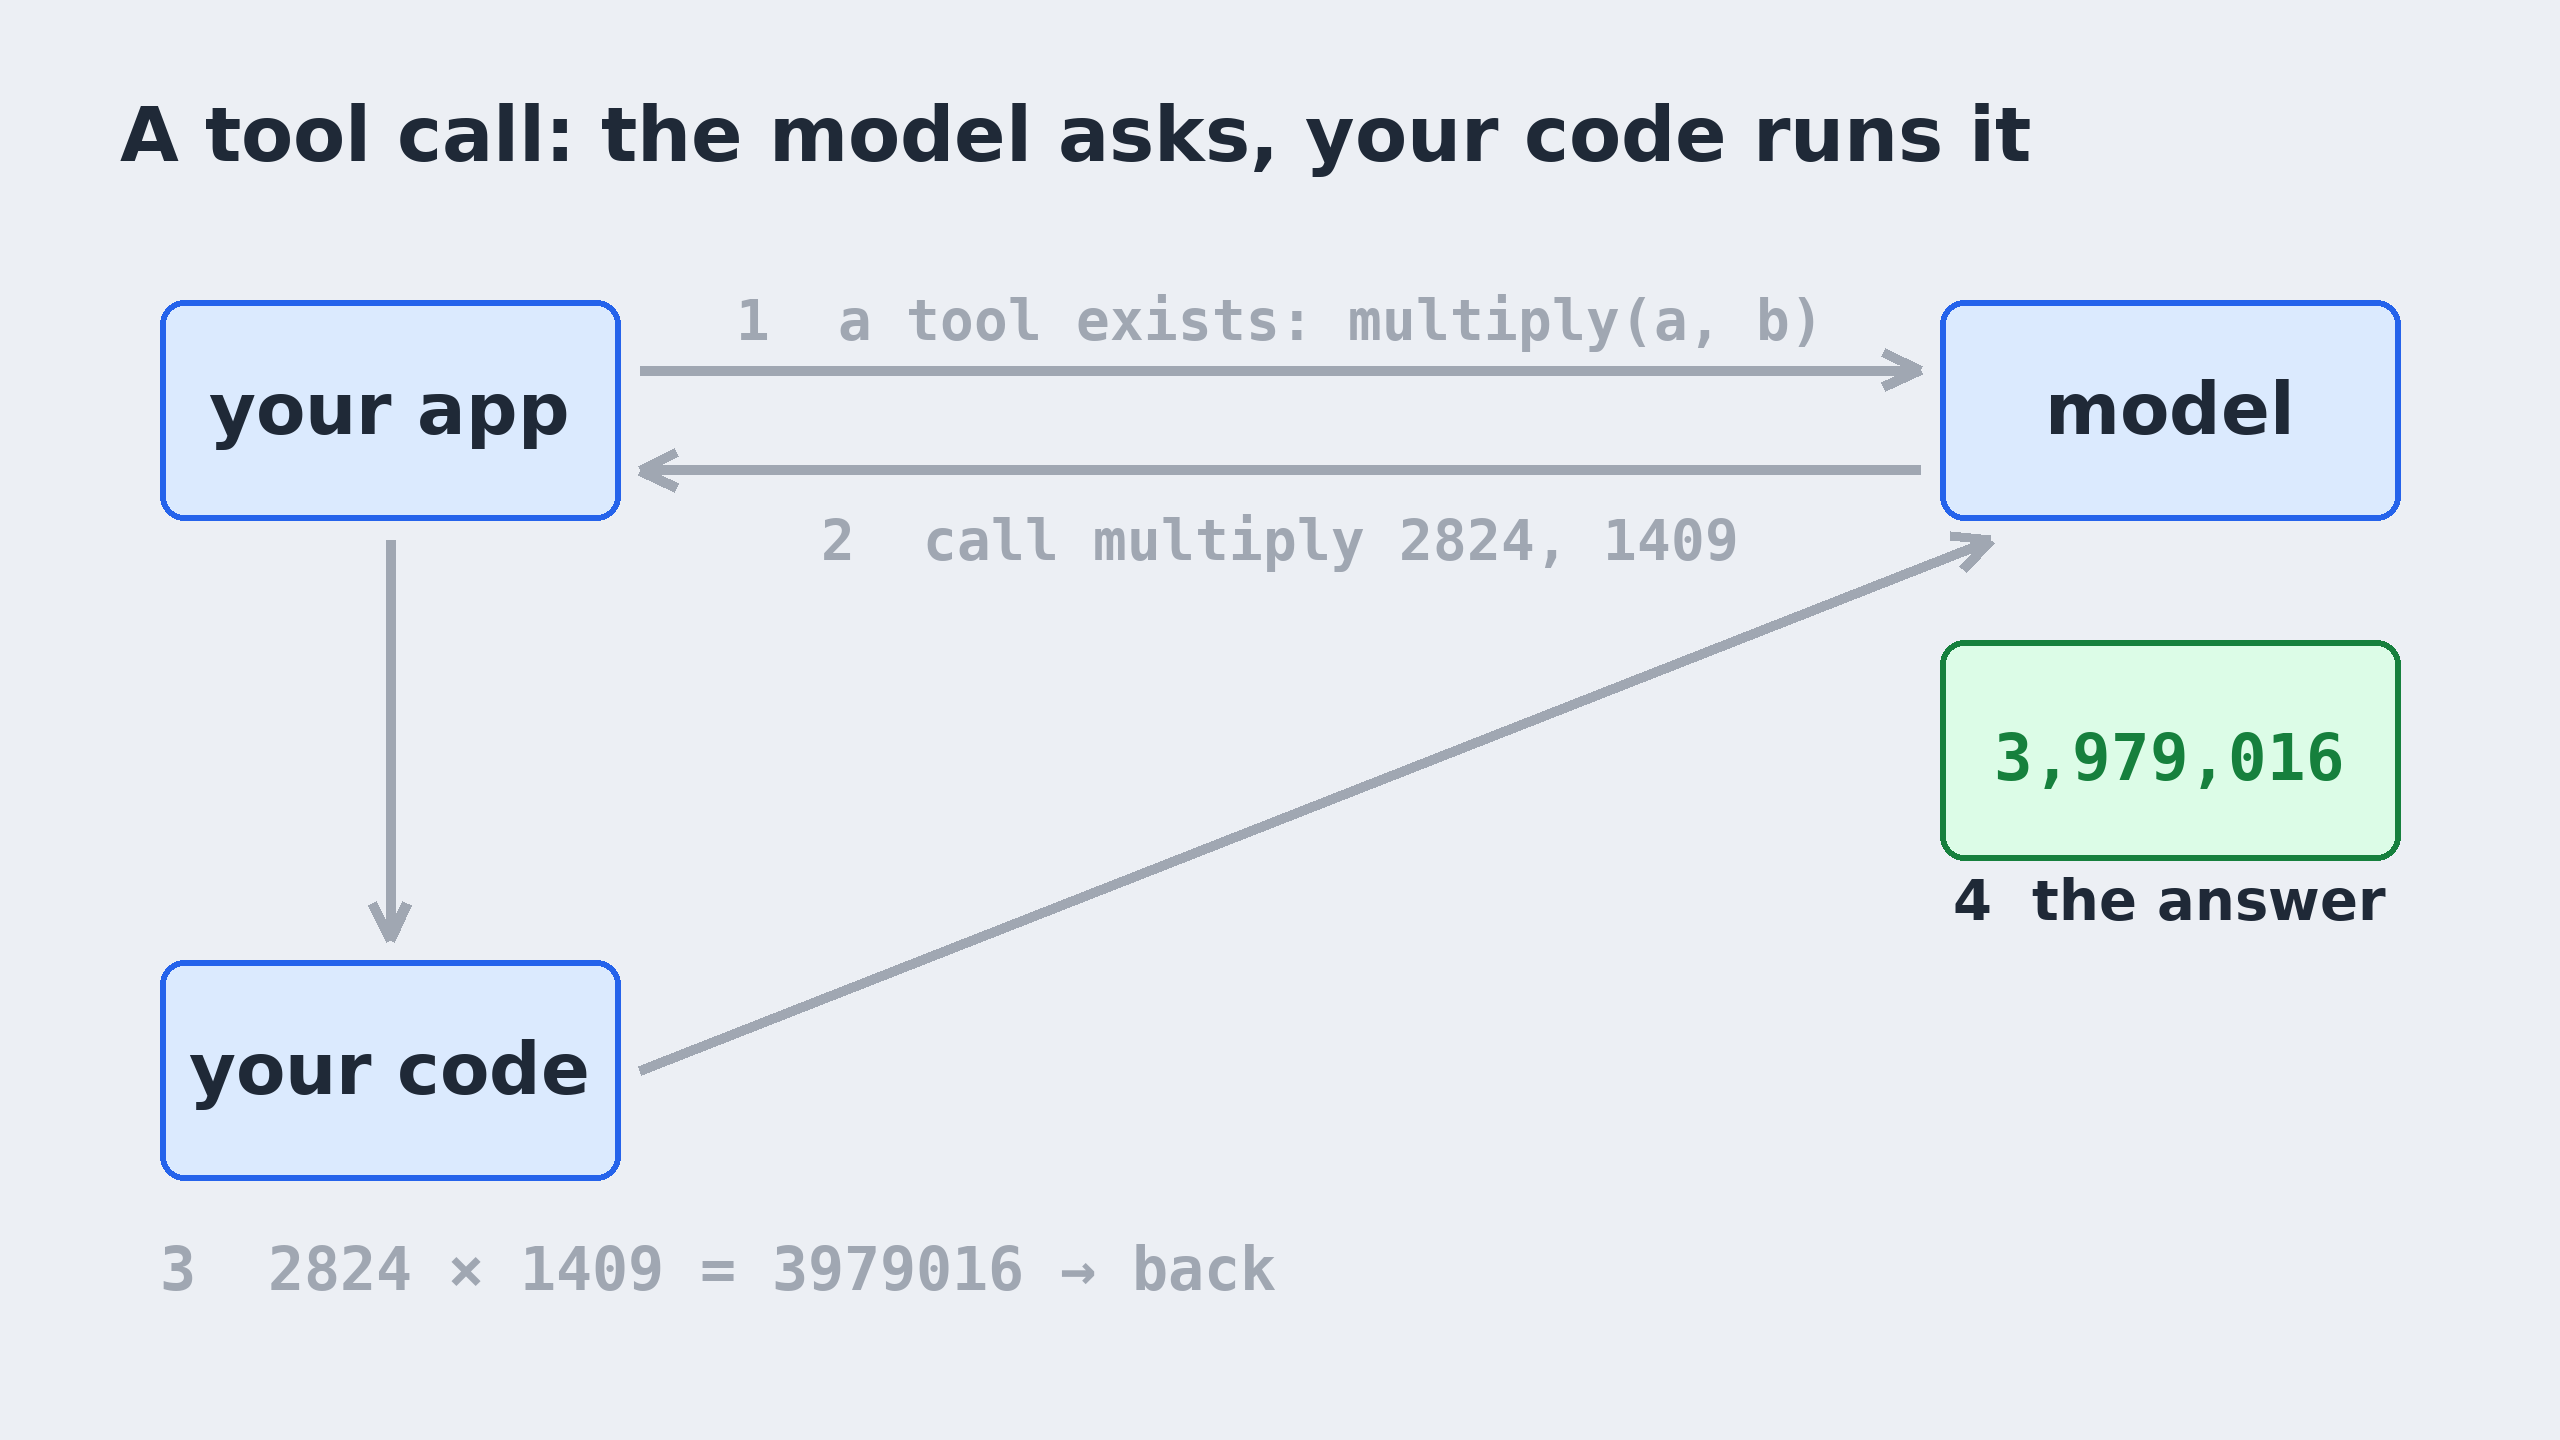 A tool call: the model asks, your code runs it
1 a tool exists: multiply(a, b)
your app
model
2 call multiply 2824, 1409
3,979,016
4 the answer
your code
3 2824 × 1409 = 3979016 → back